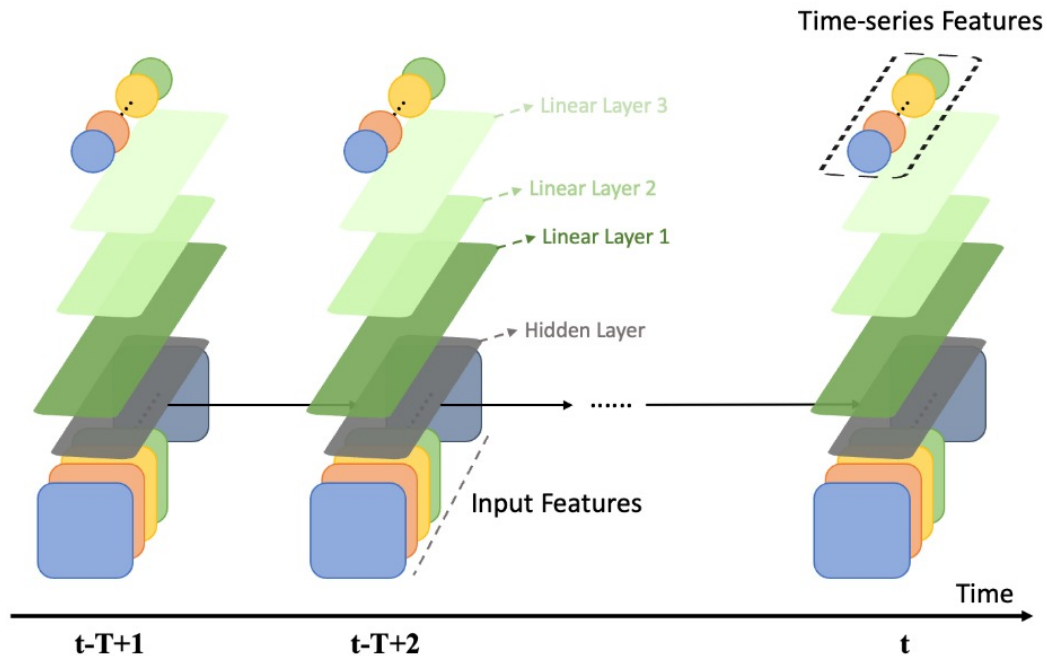 Time-series Features
Linear Layer 3
Linear Layer 2
Linear Layer 1
Hidden Layer
......
Input Features
Time
t-T+1
t-T+2
t